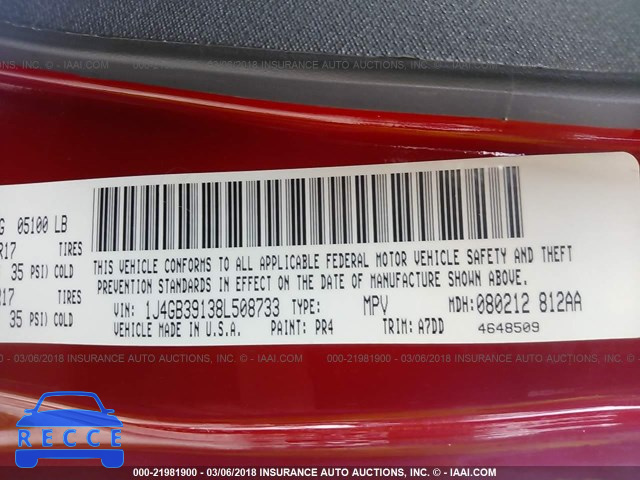 000-21981900 - 03/06/2018 INSURANCE AUTO AUCTIONS, INC. - © - IAAI.COM
G 05100 LB
R17 TIRES
35 PSI) COLD
R17 TIRES
35 PSI) COLD
THIS VEHICLE CONFORMS TO ALL APPLICABLE FEDERAL MOTOR VEHICLE SAFETY AND THEFT
PREVENTION STANDARDS IN EFFECT ON THE DATE OF MANUFACTURE SHOWN ABOVE.
VIN: 1J4GB39138L508733 TYPE: MPV MDH: 080212 812AA
VEHICLE MADE IN U.S.A. PAINT: PR4 TRIM: A7DD 4648509
000-21981900 - 03/06/2018 INSURANCE AUTO AUCTIONS, INC. - © - IAAI.COM
RECCE
000-21981900 - 03/06/2018 INSURANCE AUTO AUCTIONS, INC. - © - IAAI.COM